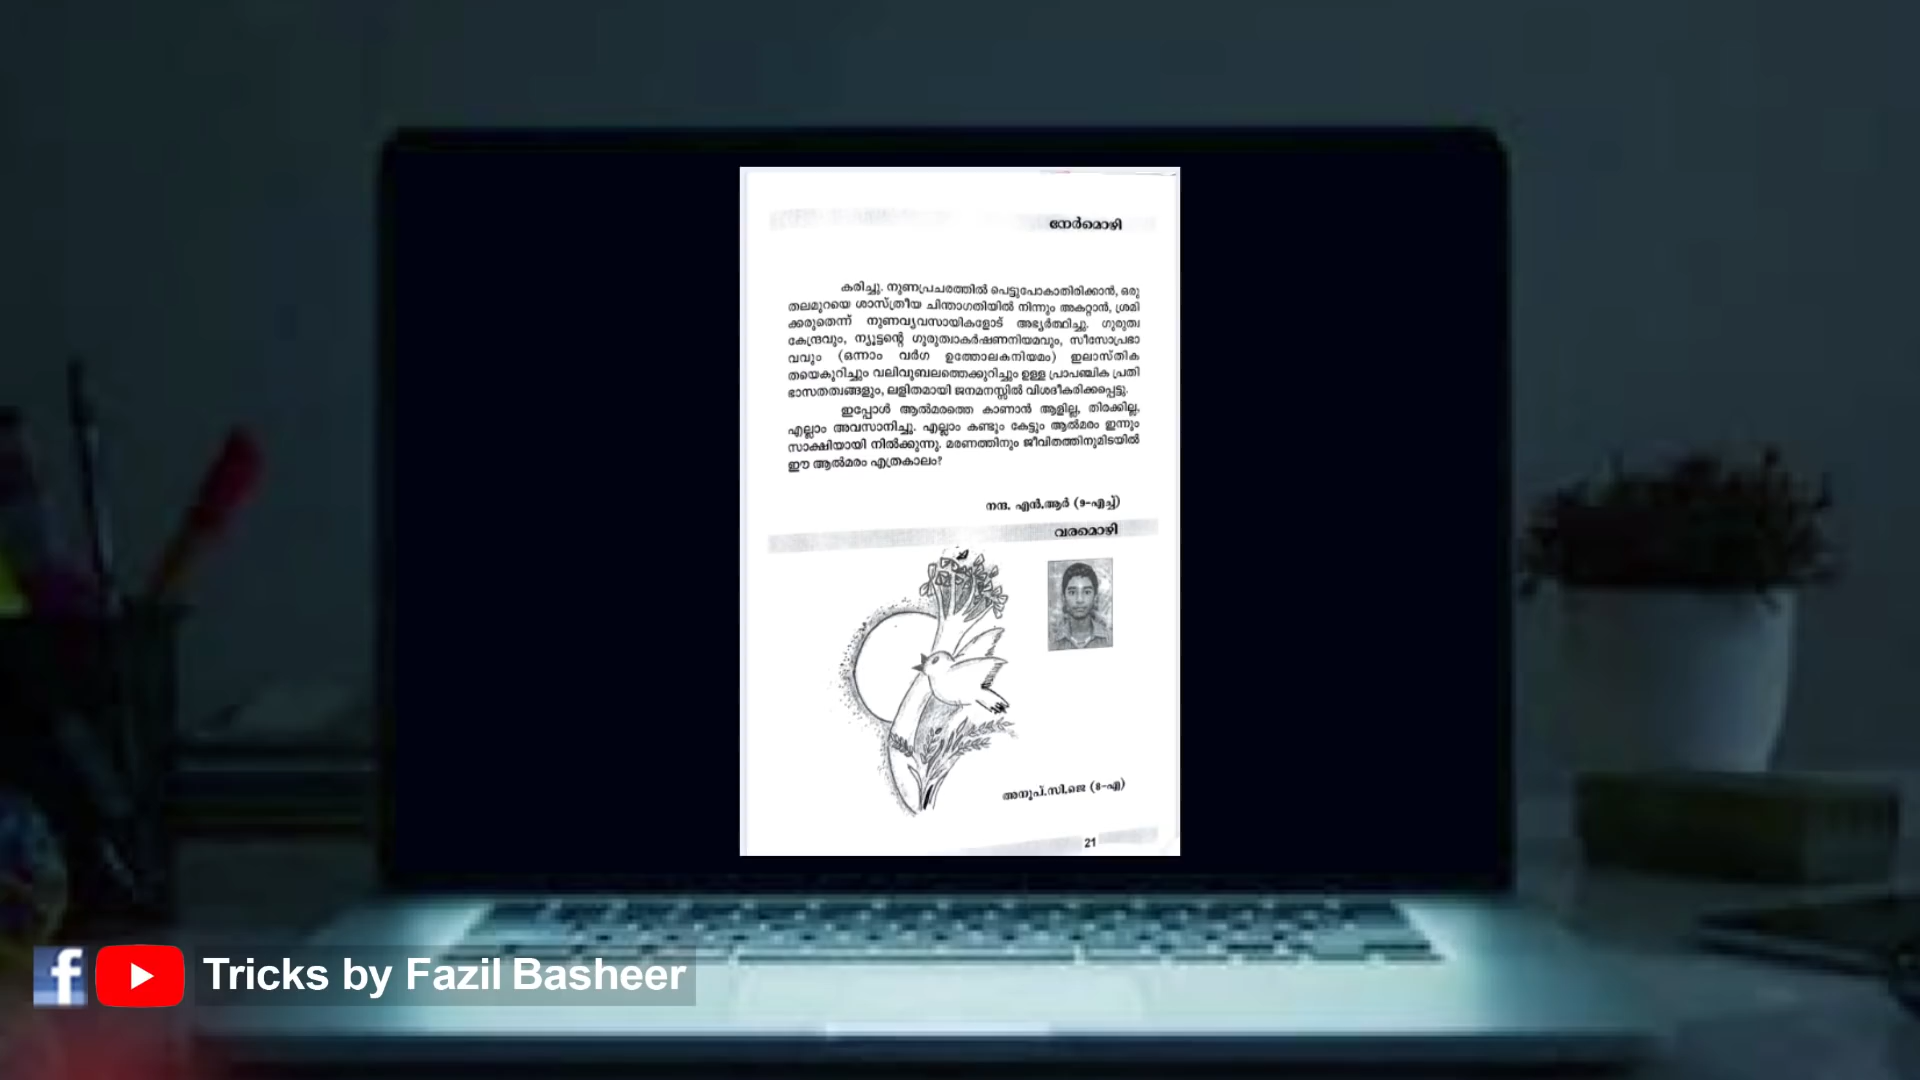 നേർമൊഴി
കരിച്ചു. നുണപ്രചരത്തിൽ പെട്ടുപോകാതിരിക്കാൻ, ഒരു
തലമുറയെ ശാസ്ത്രീയ ചിന്താഗതിയിൽ നിന്നും അകറ്റാൻ, ശ്രമി
ക്കരുതെന്ന് നുണവ്യവസായികളോട് അഭ്യർത്ഥിച്ചു. ഗുരുത്വ
കേന്ദ്രവും, ന്യൂട്ടന്റെ ഗുരുത്വാകർഷണനിയമവും, സീസോപ്രഭാ
വവും (ഒന്നാം വർഗ ഉത്തോലകനിയമം) ഇലാസ്തിക
തയെകുറിച്ചും വലിവുബലത്തെക്കുറിച്ചും ഉള്ള പ്രാപഞ്ചിക പ്രതി
ഭാസതത്വങ്ങളും, ലളിതമായി ജനമനസ്സിൽ വിശദീകരിക്കപ്പെട്ടു.
ഇപ്പോൾ ആൽമരത്തെ കാണാൻ ആളില്ല, തിരക്കില്ല,
എല്ലാം അവസാനിച്ചു. എല്ലാം കണ്ടും കേട്ടും ആൽമരം ഇന്നും
സാക്ഷിയായി നിൽക്കുന്നു. മരണത്തിനും ജീവിതത്തിനുമിടയിൽ
ഈ ആൽമരം എത്രകാലം?
നന്ദ. എൻ.ആർ (9-എച്ച്)
വരമൊഴി
അനൂപ്.സി.ജെ (8-എ)
21
Tricks by Fazil Basheer